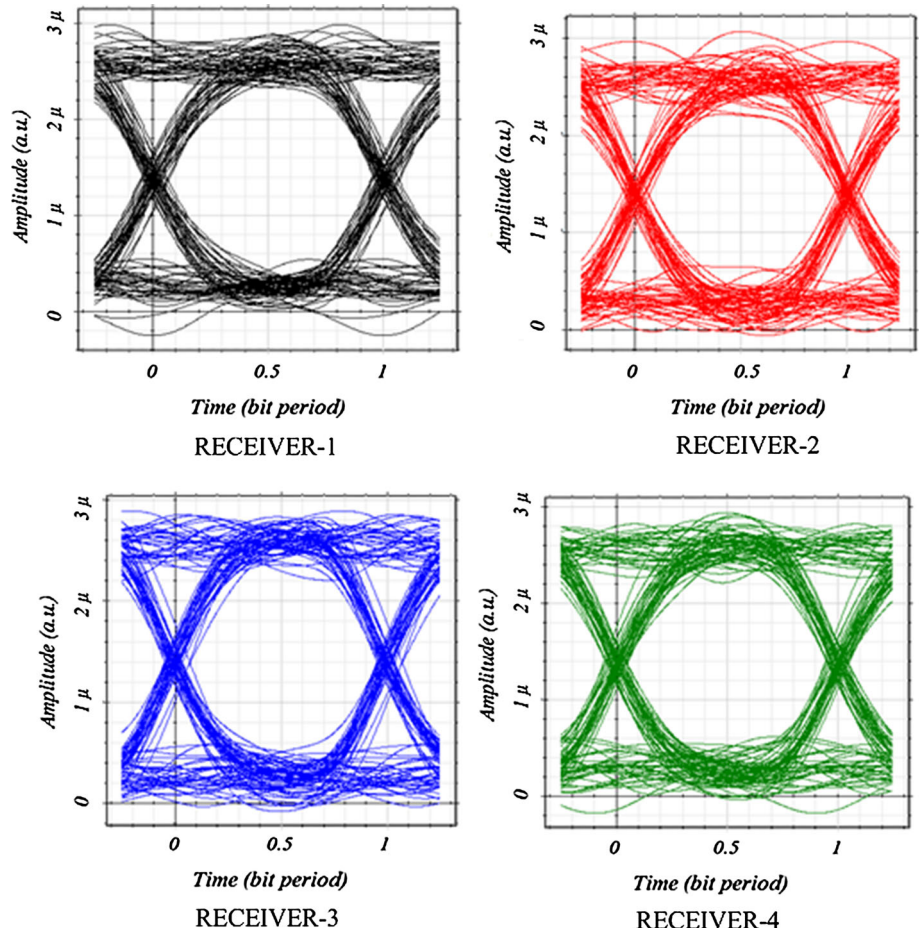 3 μ
2 μ
1 μ
0
Amplitude (a.u.)
0 0.5 1
Time (bit period)
RECEIVER-1
3 μ
2 μ
1 μ
0
Amplitude (a.u.)
0 0.5 1
Time (bit period)
RECEIVER-2
3 μ
2 μ
1 μ
0
Amplitude (a.u.)
0 0.5 1
Time (bit period)
RECEIVER-3
3 μ
2 μ
1 μ
0
Amplitude (a.u.)
0 0.5 1
Time (bit period)
RECEIVER-4